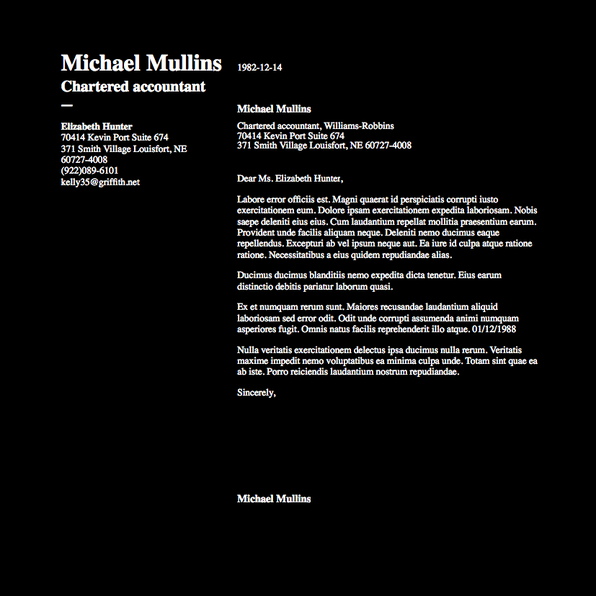 Michael Mullins
Chartered accountant
Elizabeth Hunter
70414 Kevin Port Suite 674
371 Smith Village Louisfort, NE
60727-4008
(922)089-6101
kelly35@griffith.net
1982-12-14
Michael Mullins
Chartered accountant, Williams-Robbins
70414 Kevin Port Suite 674
371 Smith Village Louisfort, NE 60727-4008
Dear Ms. Elizabeth Hunter,
Labore error officiis est. Magni quaerat id perspiciatis corrupti iusto
exercitationem eum. Dolore ipsam exercitationem expedita laboriosam. Nobis
saepe deleniti eius eius. Cum laudantium repellat mollitia praesentium earum.
Provident unde facilis aliquam neque. Deleniti nemo ducimus eaque
repellendus. Excepturi ab vel ipsum neque aut. Ea iure id culpa atque ratione
ratione. Necessitatibus a eius quidem repudiandae alias.
Ducimus ducimus blanditiis nemo expedita dicta tenetur. Eius earum
distinctio debitis pariatur laborum quasi.
Ex et numquam rerum sunt. Maiores recusandae laudantium aliquid
laboriosam sed error odit. Odit unde corrupti assumenda animi numquam
asperiores fugit. Omnis natus facilis reprehenderit illo atque. 01/12/1988
Nulla veritatis exercitationem delectus ipsa ducimus nulla rerum. Veritatis
maxime impedit nemo voluptatibus ea minima culpa unde. Totam sint quae ea
ab iste. Porro reiciendis laudantium nostrum repudiandae.
Sincerely,
Michael Mullins